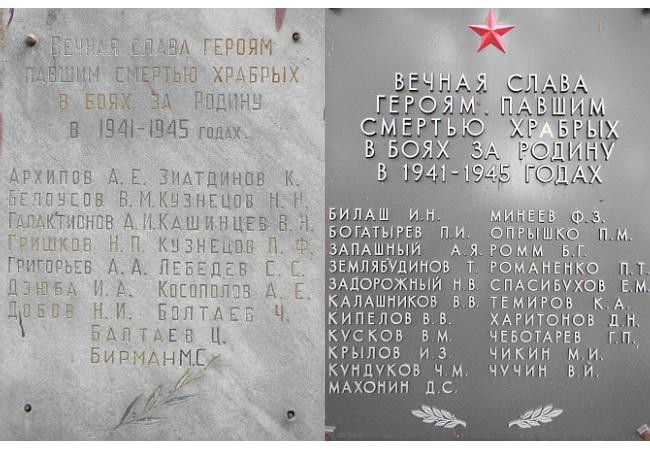 Вечная слава героям
павшим смертью храбрых
в боях за Родину
в 1941-1945 годах.
Архипов А.Е. Зиатдинов К.
Белоусов В.М. Кузнецов Н.Н.
Галактионов А.И. Кашинцев В.Н.
Гришков Н.П. Кузнецов П.Ф.
Григорьев А.А. Лебедев С.С.
Дзюба И.А. Косополов А.Е.
Добов Н.И. Болтаев Ч.
Балтаев Ц.
Бирман М.С.
ВЕЧНАЯ СЛАВА
ГЕРОЯМ, ПАВШИМ
СМЕРТЬЮ ХРАБРЫХ
В БОЯХ ЗА РОДИНУ
В 1941-1945 ГОДАХ
БИЛАШ И.Н. МИНЕЕВ Ф.З.
БОГАТЫРЕВ П.И. ОПРЫШКО П.М.
ЗАПАШНЫЙ А.Я. РОММ Б.Г.
ЗЕМЛЯБУДИНОВ Т. РОМАНЕНКО П.Т.
ЗАДОРОЖНЫЙ Н.В. СПАСИБУХОВ Е.М.
КАЛАШНИКОВ В.В. ТЕМИРОВ К.А.
КИПЕЛОВ В.В. ХАРИТОНОВ Д.Н.
КУСКОВ В.М. ЧЕБОТАРЕВ Г.П.
КРЫЛОВ И.З. ЧИКИН М.И.
КУНДУКОВ Ч.М. ЧУЧИН В.Й.
МАХОНИН Д.С.